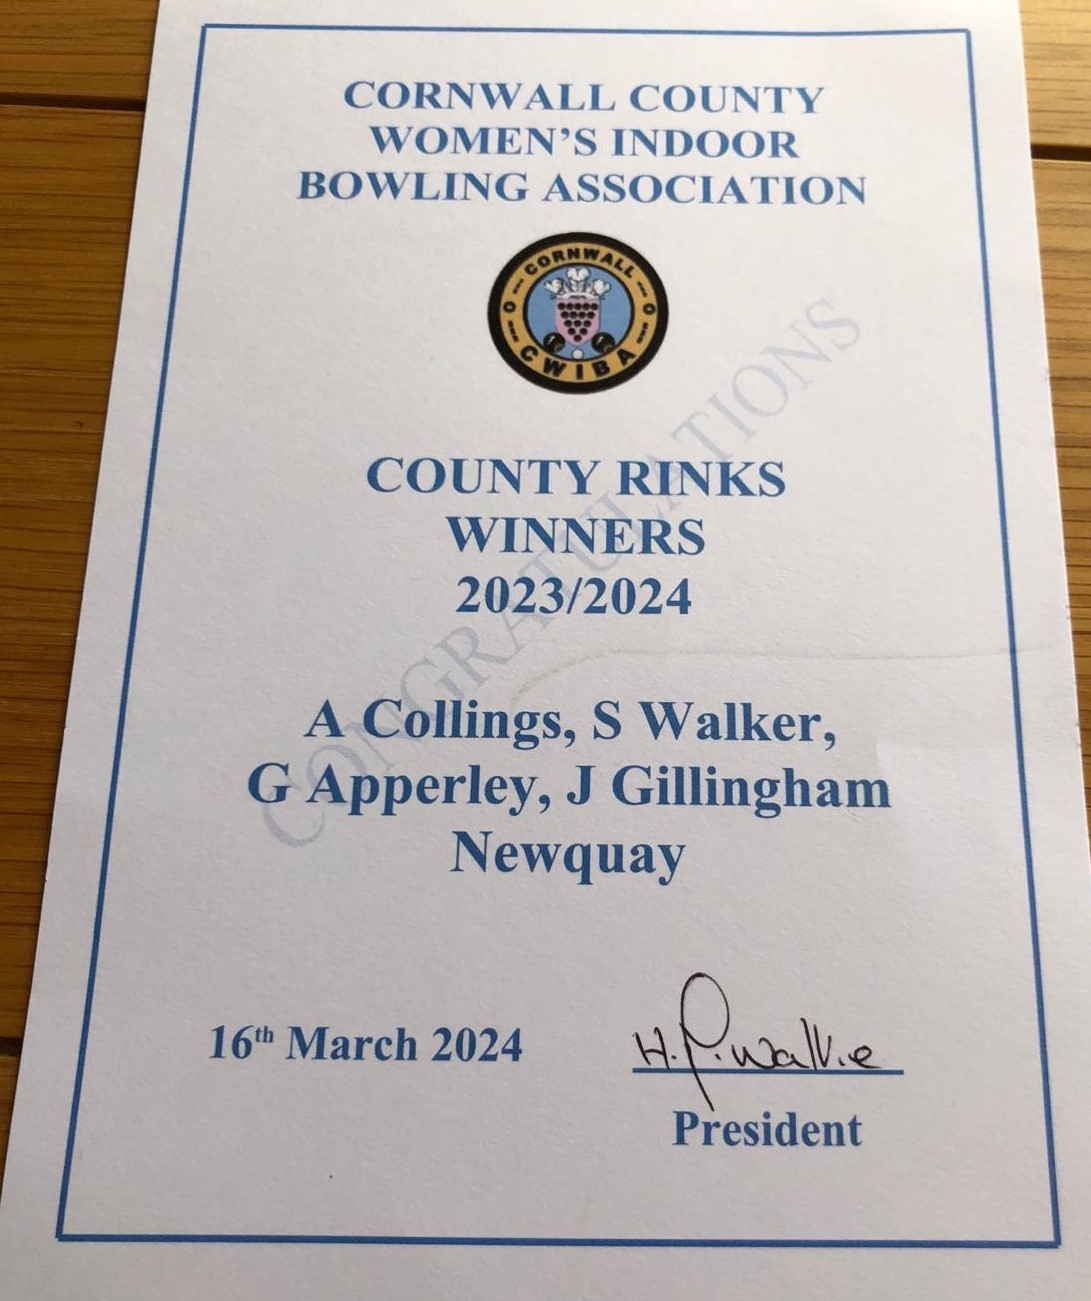 CORNWALL COUNTY
WOMEN'S INDOOR
BOWLING ASSOCIATION
CORNWALL
CWIBA
CONGRATULATIONS
COUNTY RINKS
WINNERS
2023/2024
A Collings, S Walker,
G Apperley, J Gillingham
Newquay
16th March 2024
H.P. Walkie
President